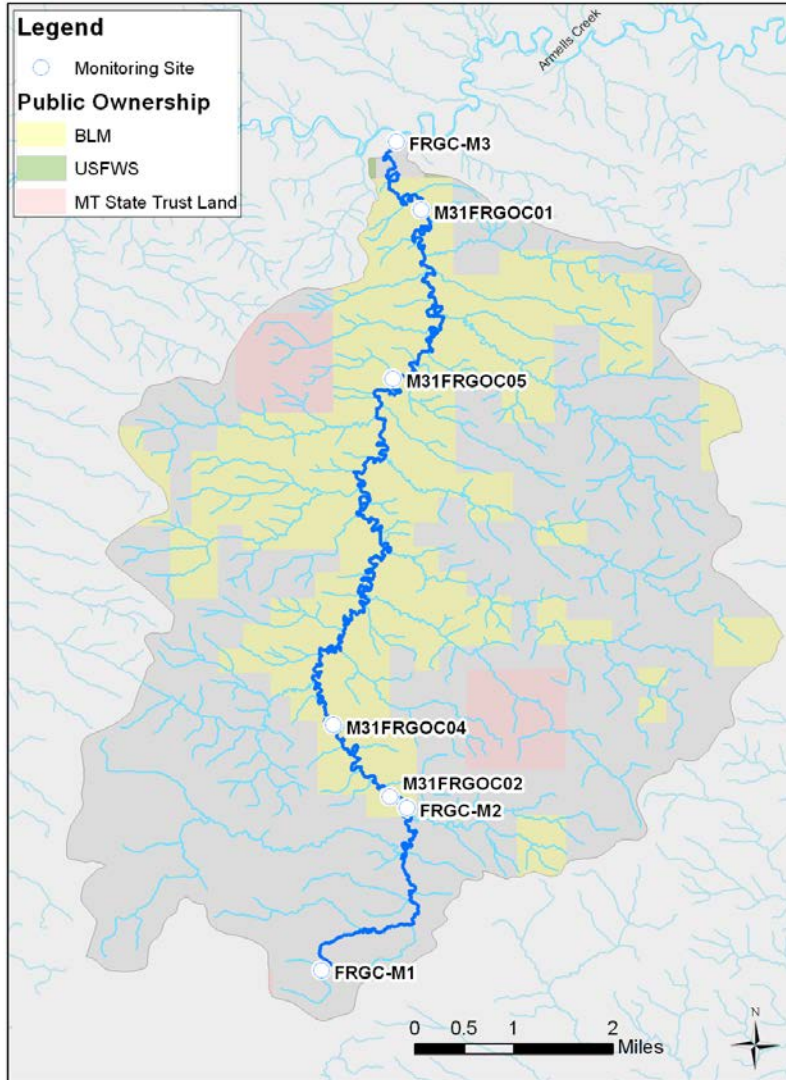 Legend
Monitoring Site
Public Ownership
BLM
USFWS
MT State Trust Land
Armells Creek
FRGC-M3
M31FRGOC01
M31FRGOC05
M31FRGOC04
M31FRGOC02
FRGC-M2
FRGC-M1
0 0.5 1 2
Miles
N